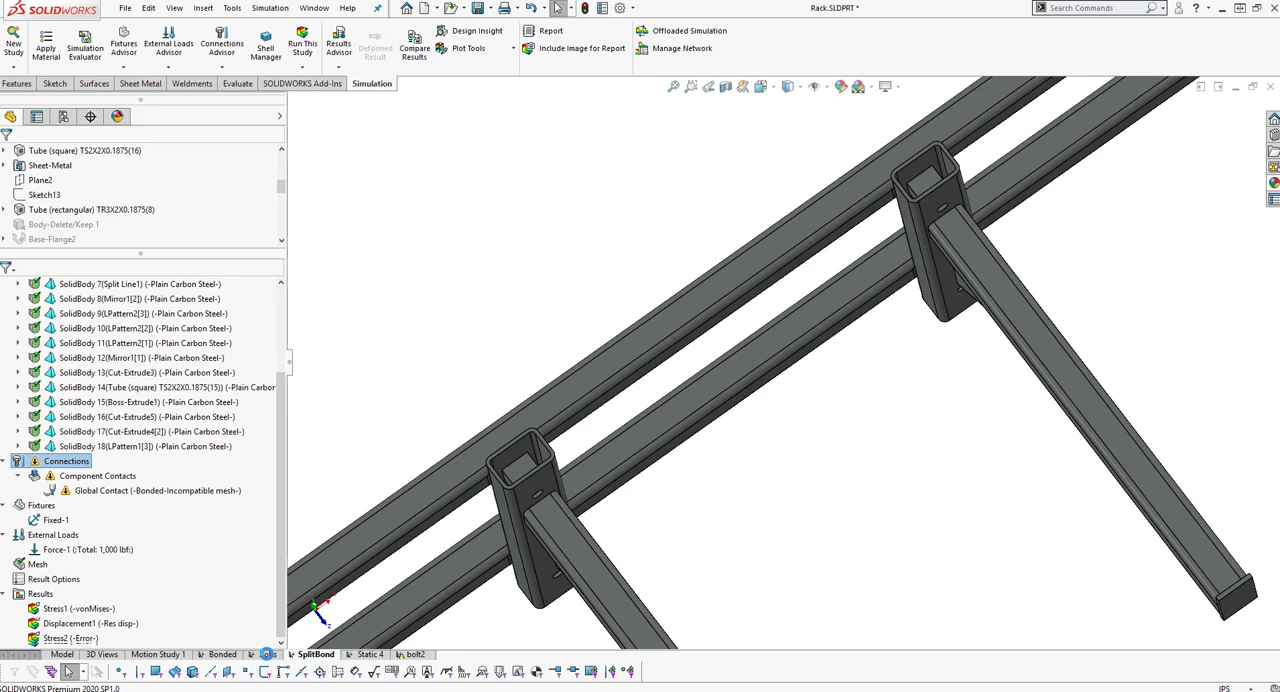 SOLIDWORKS File Edit View Insert Tools Simulation Window Help Rack.SLDPRT * Search Commands
New Study
Apply Material
Simulation Evaluator
Fixtures Advisor
External Loads Advisor
Connections Advisor
Shell Manager
Run This Study
Results Advisor
Deformed Result
Compare Results
Design Insight
Plot Tools
Report
Include Image for Report
Offloaded Simulation
Manage Network
Features Sketch Surfaces Sheet Metal Weldments Evaluate SOLIDWORKS Add-Ins Simulation
Tube (square) TS2X2X0.1875(16)
Sheet-Metal
Plane2
Sketch13
Tube (rectangular) TR3X2X0.1875(8)
Body-Delete/Keep 1
Base-Flange2
SolidBody 7(Split Line1) (-Plain Carbon Steel-)
SolidBody 8(Mirror1[2]) (-Plain Carbon Steel-)
SolidBody 9(LPattern2[3]) (-Plain Carbon Steel-)
SolidBody 10(LPattern2[2]) (-Plain Carbon Steel-)
SolidBody 11(LPattern2[1]) (-Plain Carbon Steel-)
SolidBody 12(Mirror1[1]) (-Plain Carbon Steel-)
SolidBody 13(Cut-Extrude3) (-Plain Carbon Steel-)
SolidBody 14(Tube (square) TS2X2X0.1875(15)) (-Plain Carbor
SolidBody 15(Boss-Extrude1) (-Plain Carbon Steel-)
SolidBody 16(Cut-Extrude5) (-Plain Carbon Steel-)
SolidBody 17(Cut-Extrude4[2]) (-Plain Carbon Steel-)
SolidBody 18(LPattern1[3]) (-Plain Carbon Steel-)
Connections
Component Contacts
Global Contact (-Bonded-Incompatible mesh-)
Fixtures
Fixed-1
External Loads
Force-1 (:Total: 1,000 lbf:)
Mesh
Result Options
Results
Stress1 (-vonMises-)
Displacement1 (-Res disp-)
Stress2 (-Error-)
Model 3D Views Motion Study 1 Bonded SplitBond Static 4 bolt2
SOLIDWORKS Premium 2020 SP1.0 IPS